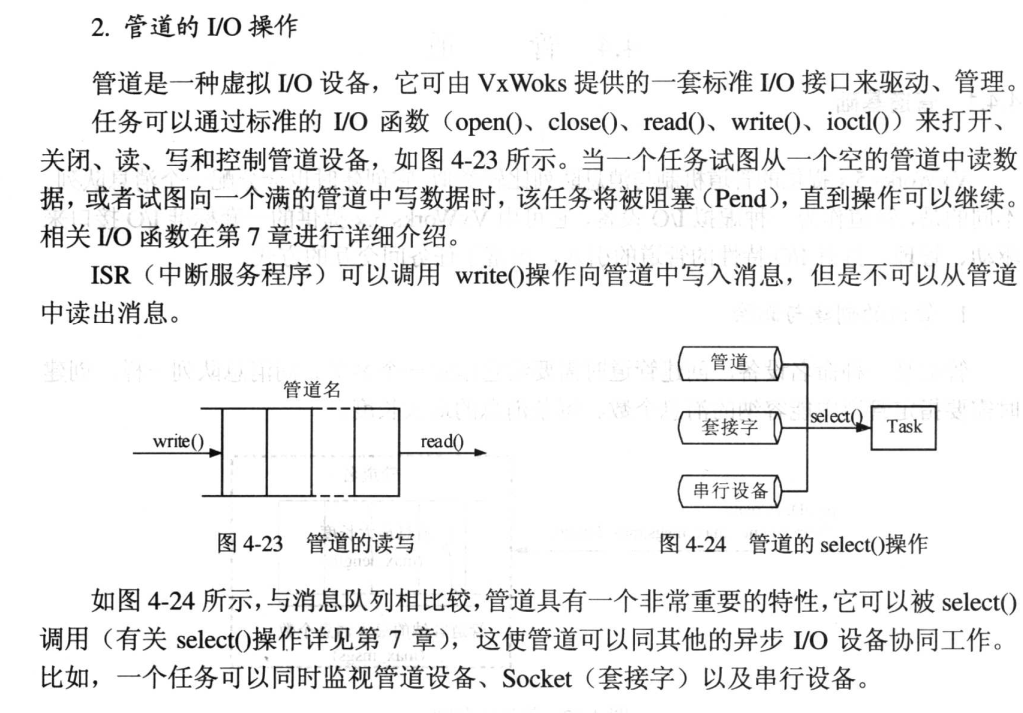 2. 管道的 I/O 操作
管道是一种虚拟 I/O 设备，它可由 VxWoks 提供的一套标准 I/O 接口来驱动、管理。
任务可以通过标准的 I/O 函数（open()、close()、read()、write()、ioctl()）来打开、
关闭、读、写和控制管道设备，如图 4-23 所示。当一个任务试图从一个空的管道中读数
据，或者试图向一个满的管道中写数据时，该任务将被阻塞（Pend），直到操作可以继续。
相关 I/O 函数在第 7 章进行详细介绍。
ISR（中断服务程序）可以调用 write()操作向管道中写入消息，但是不可以从管道
中读出消息。
管道名
write()
read()
图 4-23 管道的读写
管道
套接字
串行设备
select()
Task
图 4-24 管道的 select()操作
如图 4-24 所示，与消息队列相比较，管道具有一个非常重要的特性，它可以被 select()
调用（有关 select()操作详见第 7 章），这使管道可以同其他的异步 I/O 设备协同工作。
比如，一个任务可以同时监视管道设备、Socket（套接字）以及串行设备。